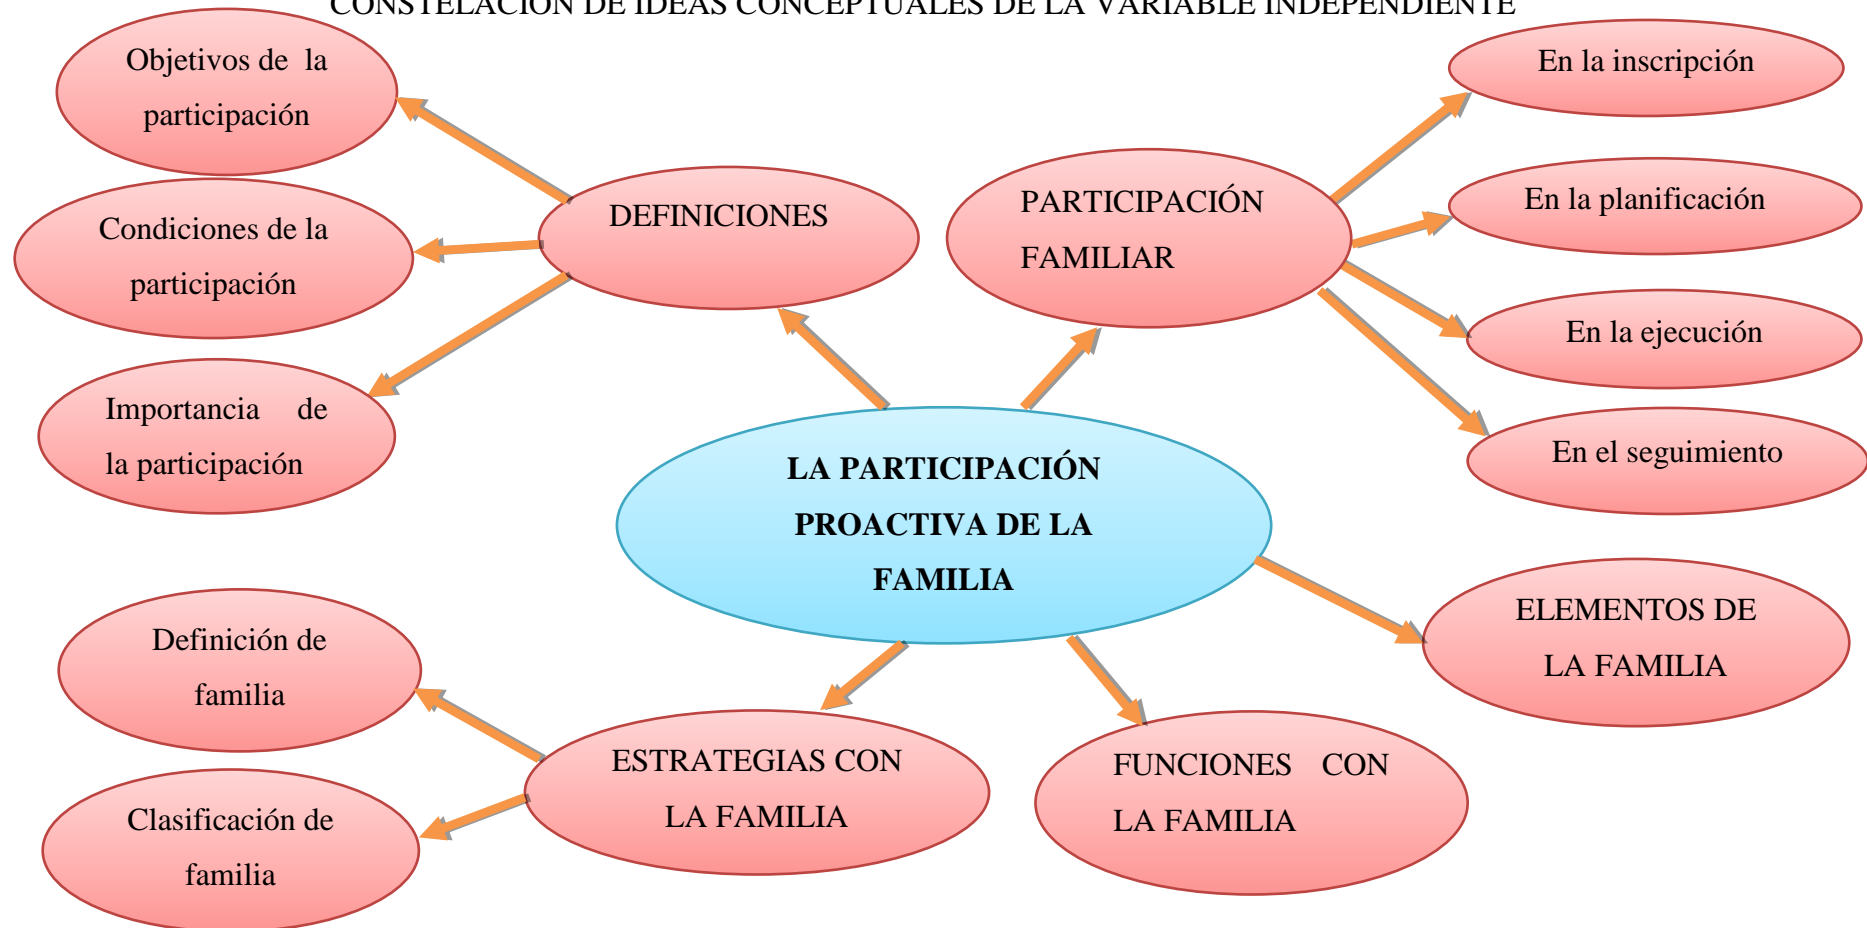 CONSTELACIÓN DE IDEAS CONCEPTUALES DE LA VARIABLE INDEPENDIENTE
Objetivos de la
participación
Condiciones de la
participación
Importancia de
la participación
DEFINICIONES
PARTICIPACIÓN
FAMILIAR
En la inscripción
En la planificación
En la ejecución
En el seguimiento
LA PARTICIPACIÓN
PROACTIVA DE LA
FAMILIA
Definición de
familia
Clasificación de
familia
ESTRATEGIAS CON
LA FAMILIA
FUNCIONES CON
LA FAMILIA
ELEMENTOS DE
LA FAMILIA